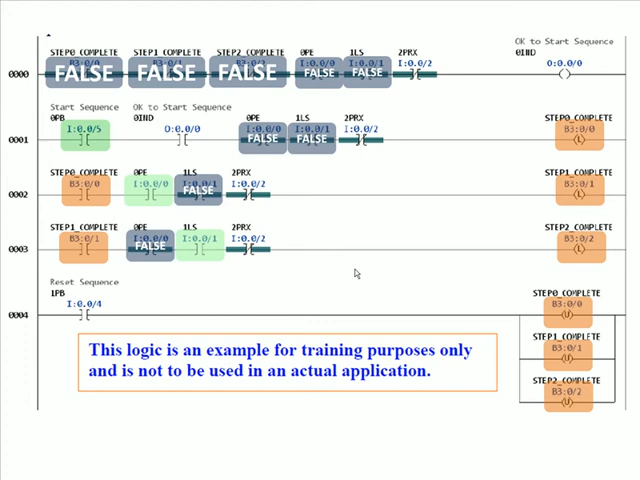 STEP0_COMPLETE STEP1_COMPLETE STEP2_COMPLETE 0PE 1LS 2PRX OK to Start Sequence
0IND
B3:0/0 B3:0/1 B3:0/2 I:0.0/0 I:0.0/1 I:0.0/2 O:0.0/0
0000 FALSE FALSE FALSE FALSE FALSE
Start Sequence OK to Start Sequence
0PB 0IND 0PE 1LS 2PRX STEP0_COMPLETE
I:0.0/5 O:0.0/0 I:0.0/0 I:0.0/1 I:0.0/2 B3:0/0
0001 FALSE FALSE L
STEP0_COMPLETE 0PE 1LS 2PRX STEP1_COMPLETE
B3:0/0 I:0.0/0 I:0.0/1 I:0.0/2 B3:0/1
0002 FALSE L
STEP1_COMPLETE 0PE 1LS 2PRX STEP2_COMPLETE
B3:0/1 I:0.0/0 I:0.0/1 I:0.0/2 B3:0/2
0003 FALSE L
Reset Sequence
1PB STEP0_COMPLETE
I:0.0/4 B3:0/0
0004 U
STEP1_COMPLETE
B3:0/1
U
STEP2_COMPLETE
B3:0/2
U
This logic is an example for training purposes only
and is not to be used in an actual application.